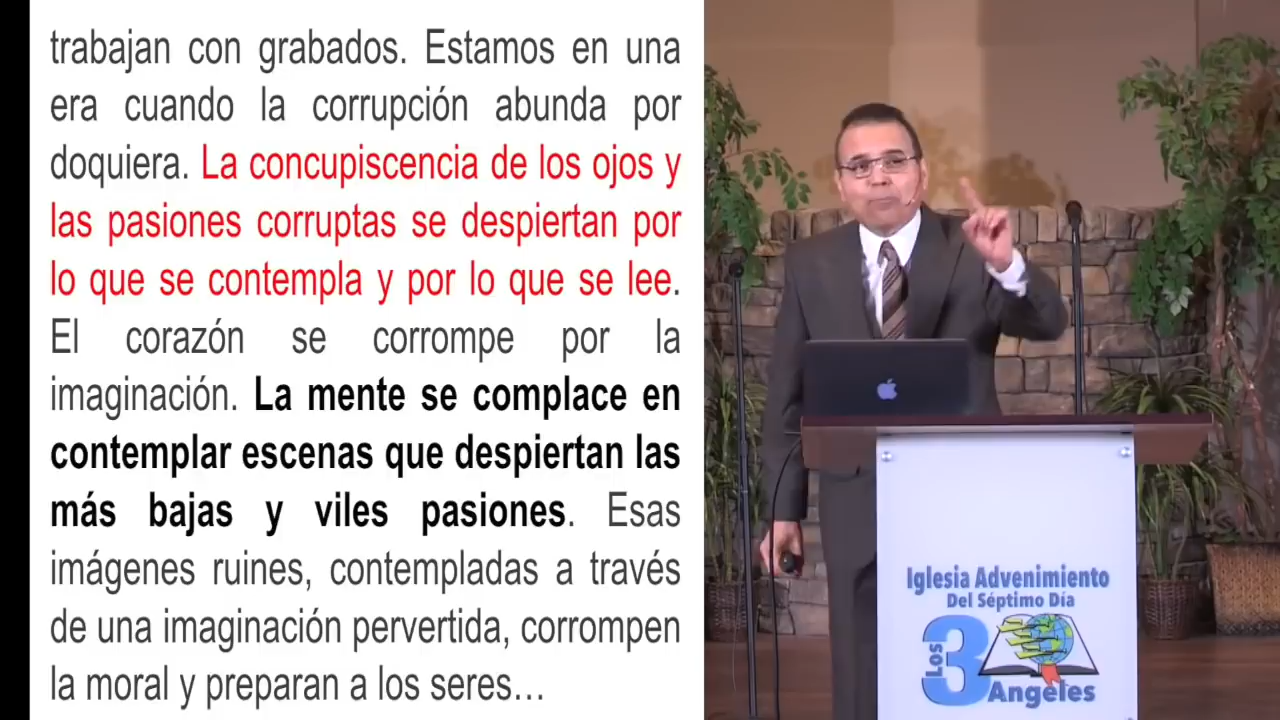 trabajan con grabados. Estamos en una
era cuando la corrupción abunda por
doquiera. La concupiscencia de los ojos y
las pasiones corruptas se despiertan por
lo que se contempla y por lo que se lee.
El corazón se corrompe por la
imaginación. La mente se complace en
contemplar escenas que despiertan las
más bajas y viles pasiones. Esas
imágenes ruines, contempladas a través
de una imaginación pervertida, corrompen
la moral y preparan a los seres…
Iglesia Advenimiento
Del Séptimo Día
Los 3
Angeles